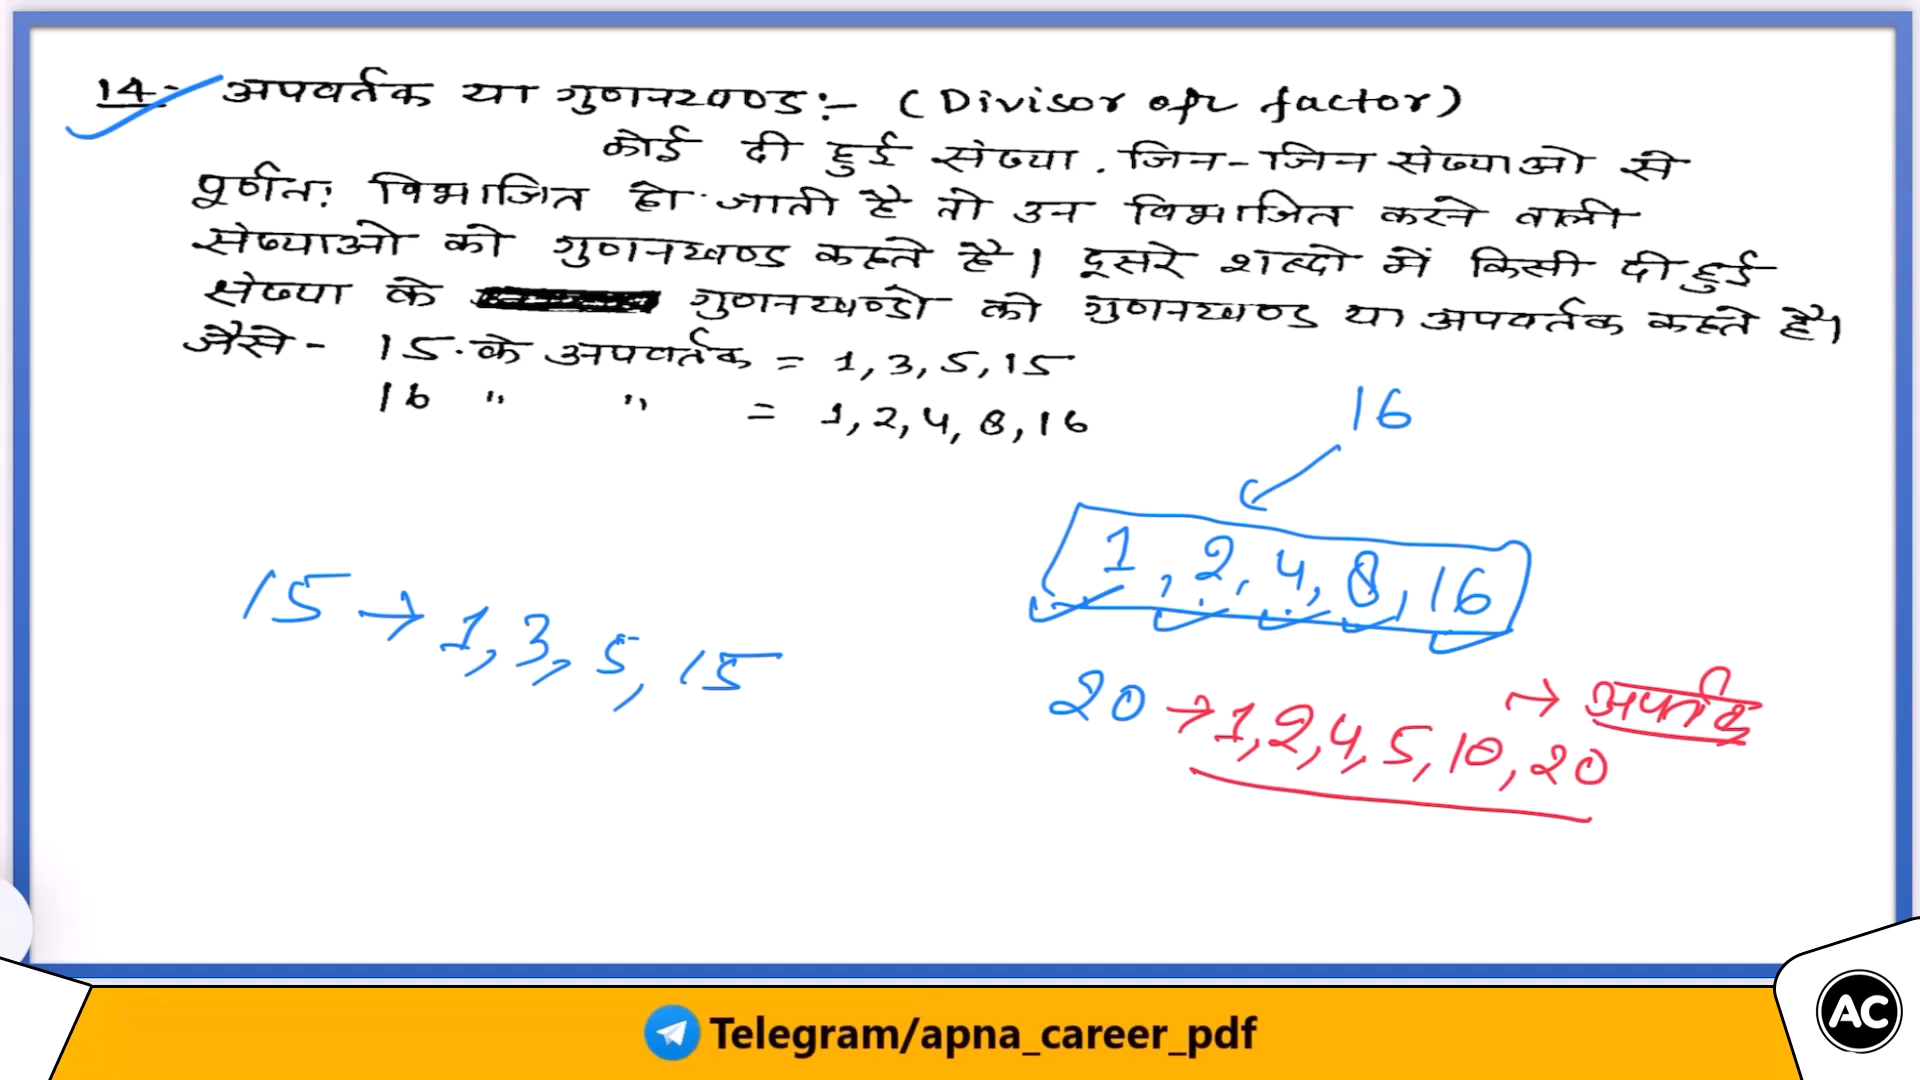 14:- अपवर्तक या गुणनखण्ड:- (Divisor or factor)
कोई दी हुई संख्या. जिन-जिन संख्याओ से
पूर्णत: विभाजित हो जाती है तो उन विभाजित करने वाली
संख्याओ को गुणनखण्ड कहते है। दूसरे शब्दो में किसी दी हुई
संख्या के गुणनखण्डो को गुणनखण्ड या अपवर्तक कहते है।
जैसे - 15 के अपवर्तक = 1, 3, 5, 15
16 " " = 1, 2, 4, 8, 16
16
1, 2, 4, 8, 16
15 → 1, 3, 5, 15
20 → 1, 2, 4, 5, 10, 20
→ अपर्तक
Telegram/apna_career_pdf
AC